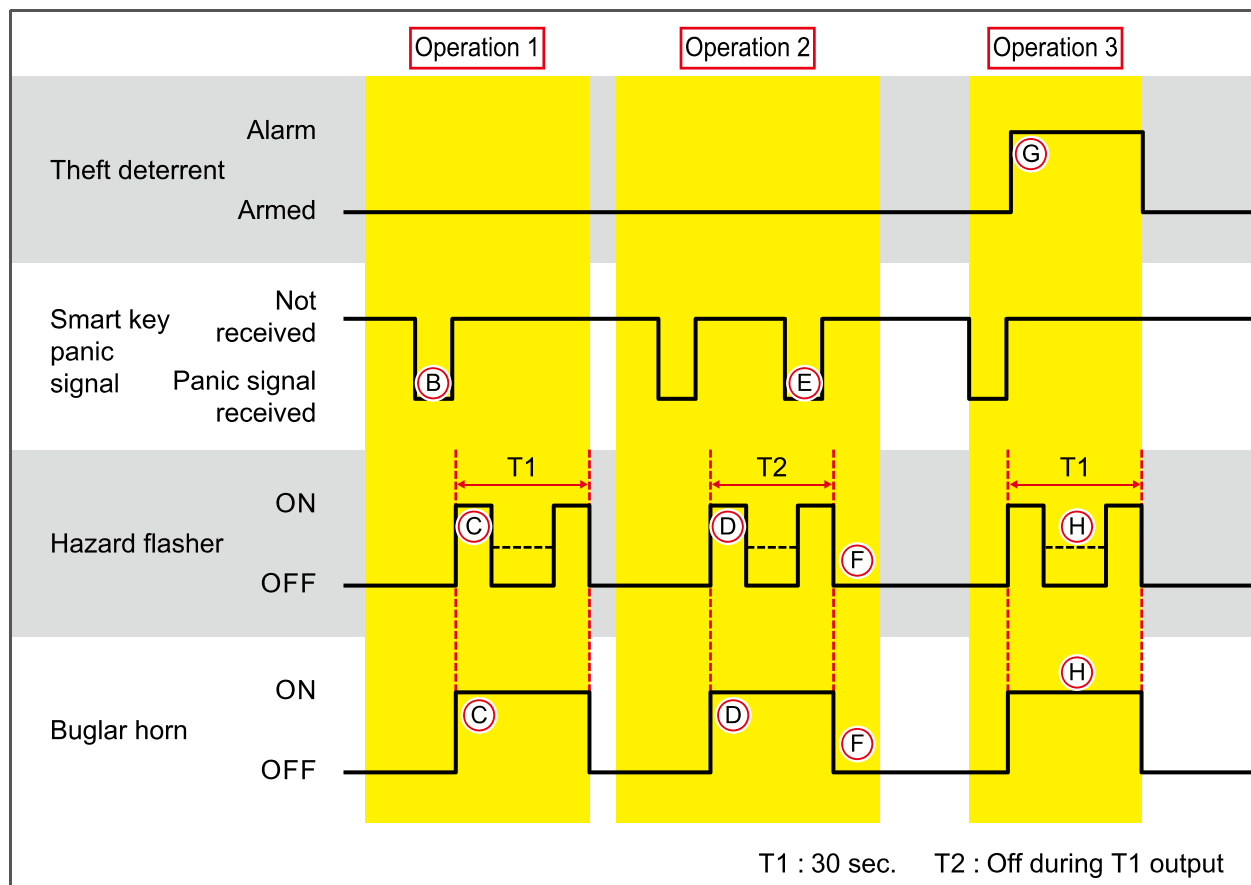 Operation 1
Operation 2
Operation 3
Theft deterrent
Alarm
Armed
G
Smart key
panic
signal
Not
received
Panic signal
received
B
E
Hazard flasher
ON
OFF
T1
T2
T1
C
D
F
H
Buglar horn
ON
OFF
C
D
F
H
T1 : 30 sec. T2 : Off during T1 output